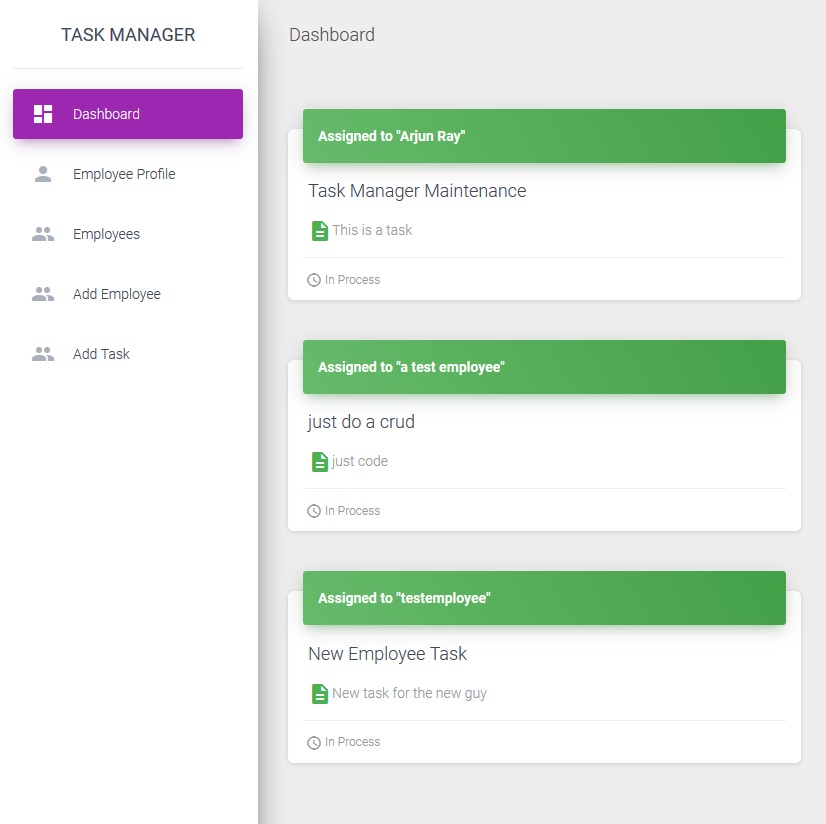 TASK MANAGER
Dashboard
Employee Profile
Employees
Add Employee
Add Task
Dashboard
Assigned to "Arjun Ray"
Task Manager Maintenance
This is a task
In Process
Assigned to "a test employee"
just do a crud
just code
In Process
Assigned to "testemployee"
New Employee Task
New task for the new guy
In Process